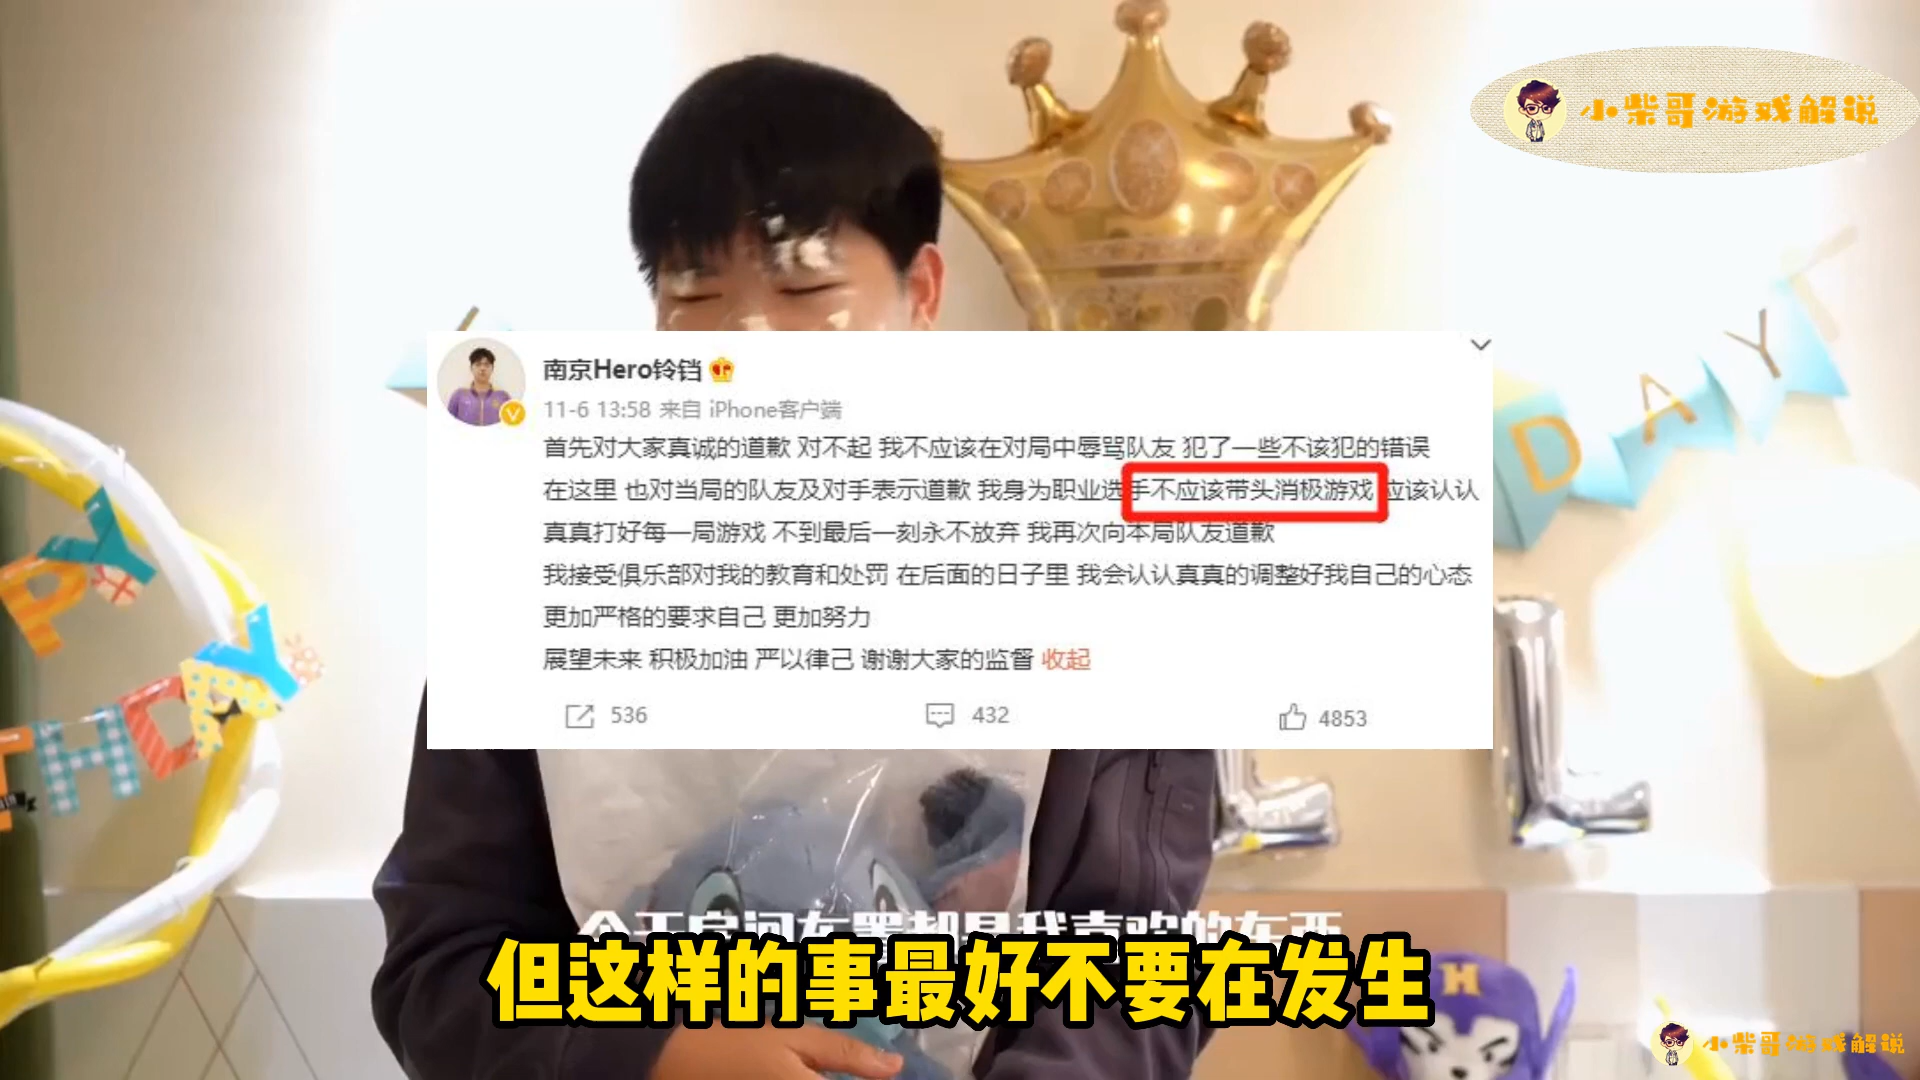 小柴哥游戏解说
南京Hero铃铛
11-6 13:58 来自 iPhone客户端
首先对大家真诚的道歉 对不起 我不应该在对局中辱骂队友 犯了一些不该犯的错误
在这里 也对当局的队友及对手表示道歉 我身为职业选手不应该带头消极游戏 应该认认
真真打好每一局游戏 不到最后一刻永不放弃 我再次向本局队友道歉
我接受俱乐部对我的教育和处罚 在后面的日子里 我会认认真真的调整好我自己的心态
更加严格的要求自己 更加努力
展望未来 积极加油 严以律己 谢谢大家的监督 收起
536 432 4853
DAY
PY
THDAY
LL
但这样的事最好不要在发生
H
小柴哥游戏解说